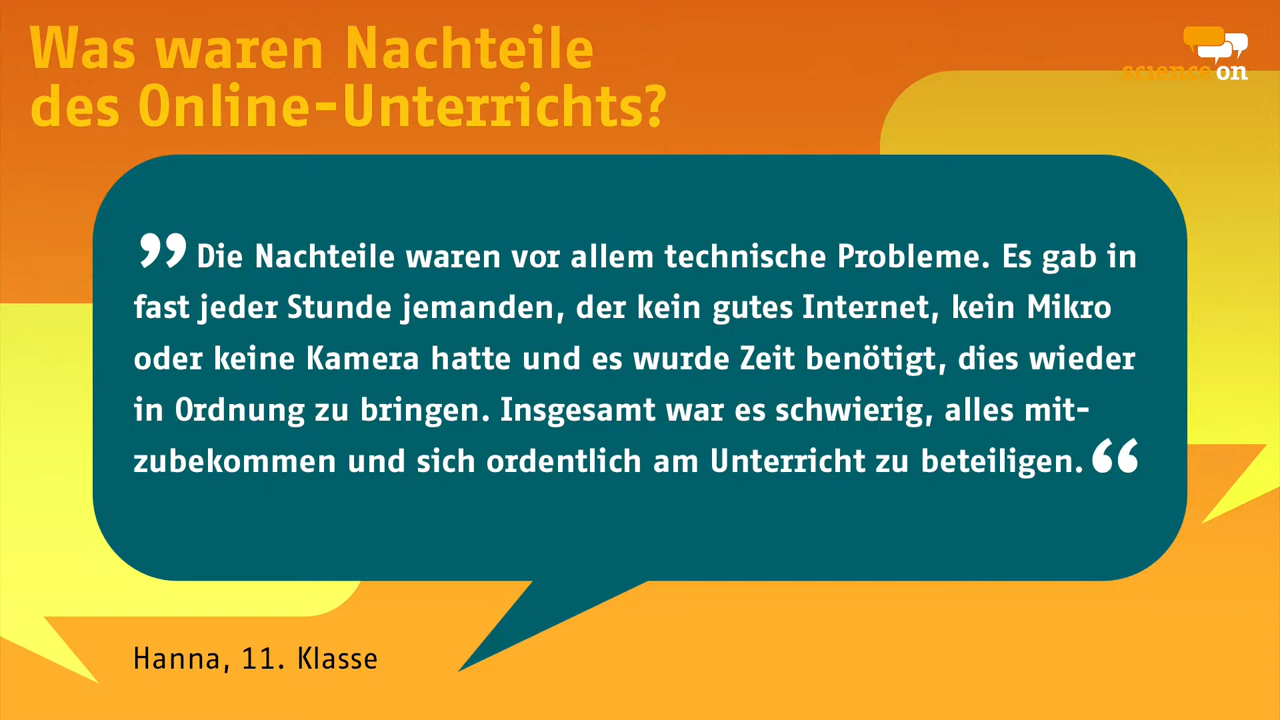 Was waren Nachteile
des Online-Unterrichts?
science on
”Die Nachteile waren vor allem technische Probleme. Es gab in
fast jeder Stunde jemanden, der kein gutes Internet, kein Mikro
oder keine Kamera hatte und es wurde Zeit benötigt, dies wieder
in Ordnung zu bringen. Insgesamt war es schwierig, alles mit-
zubekommen und sich ordentlich am Unterricht zu beteiligen.“
Hanna, 11. Klasse